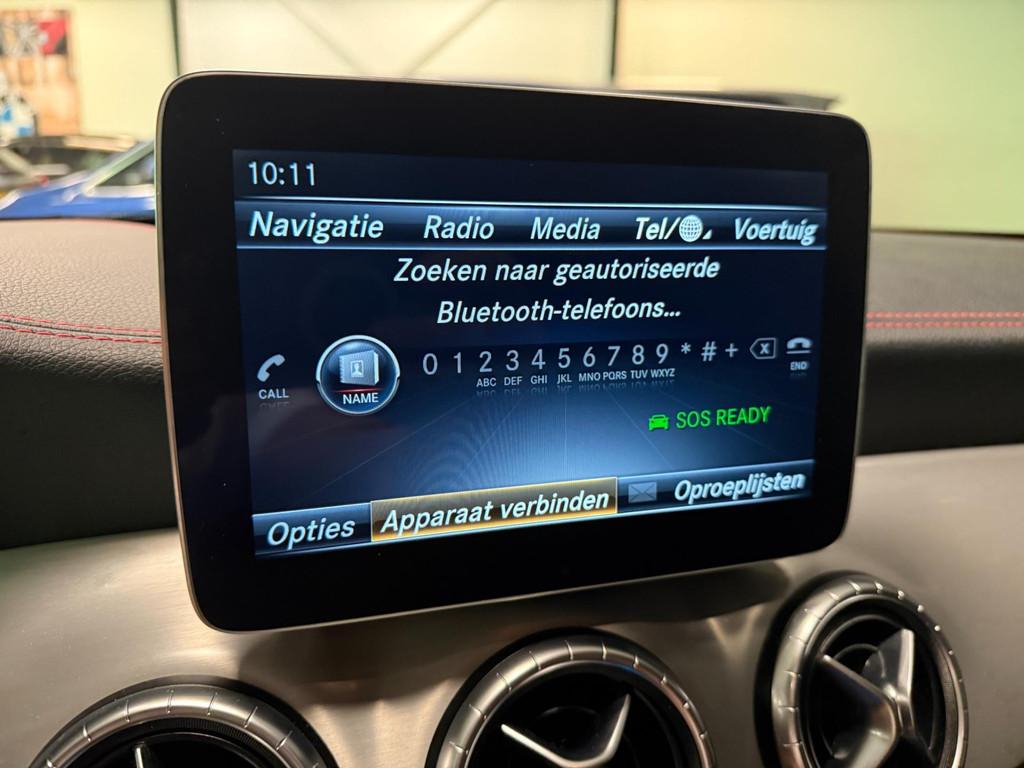 10:11
Navigatie Radio Media Tel/ Voertuig
Zoeken naar geautoriseerde
Bluetooth-telefoons...
CALL NAME 0 1 2 3 4 5 6 7 8 9 * # + END
ABC DEF GHI JKL MNO PQRS TUV WXYZ
SOS READY
Opties Apparaat verbinden Oproeplijsten